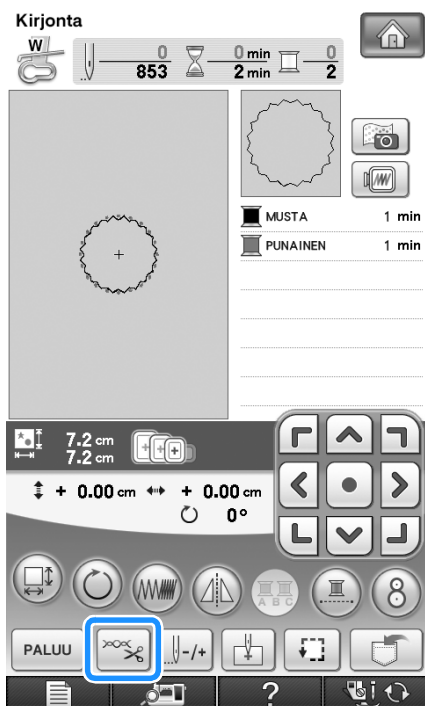 Kirjonta
W
0 0 min 0
853 2 min 2
MUSTA 1 min
PUNAINEN 1 min
7.2 cm
7.2 cm
+ 0.00 cm + 0.00 cm
0°
A B C
8
PALUU -/+
?